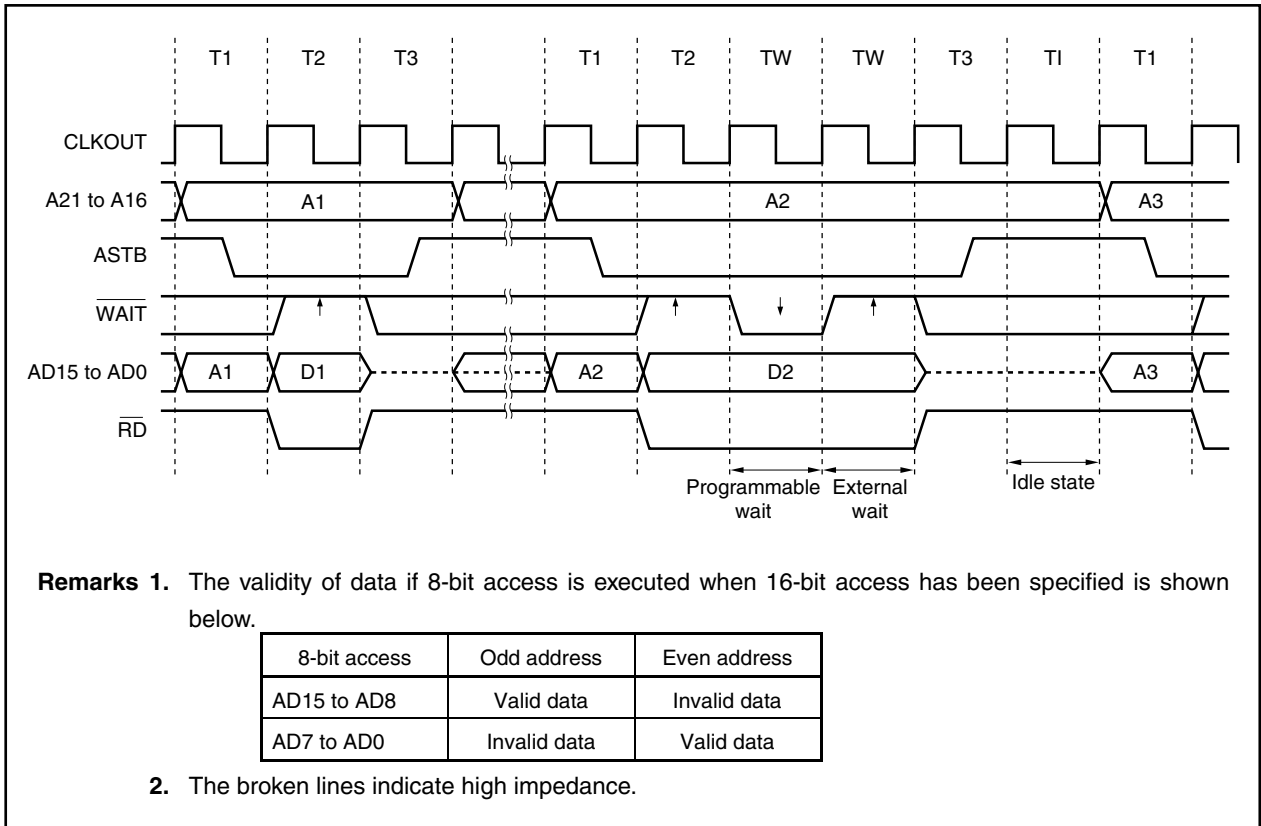 T1 T2 T3 T1 T2 TW TW T3 TI T1
CLKOUT
A21 to A16 A1 A2 A3
ASTB
WAIT
AD15 to AD0 A1 D1 A2 D2 A3
RD
Programmable wait
External wait
Idle state
Remarks 1. The validity of data if 8-bit access is executed when 16-bit access has been specified is shown
below.
8-bit access Odd address Even address
AD15 to AD8 Valid data Invalid data
AD7 to AD0 Invalid data Valid data
2. The broken lines indicate high impedance.